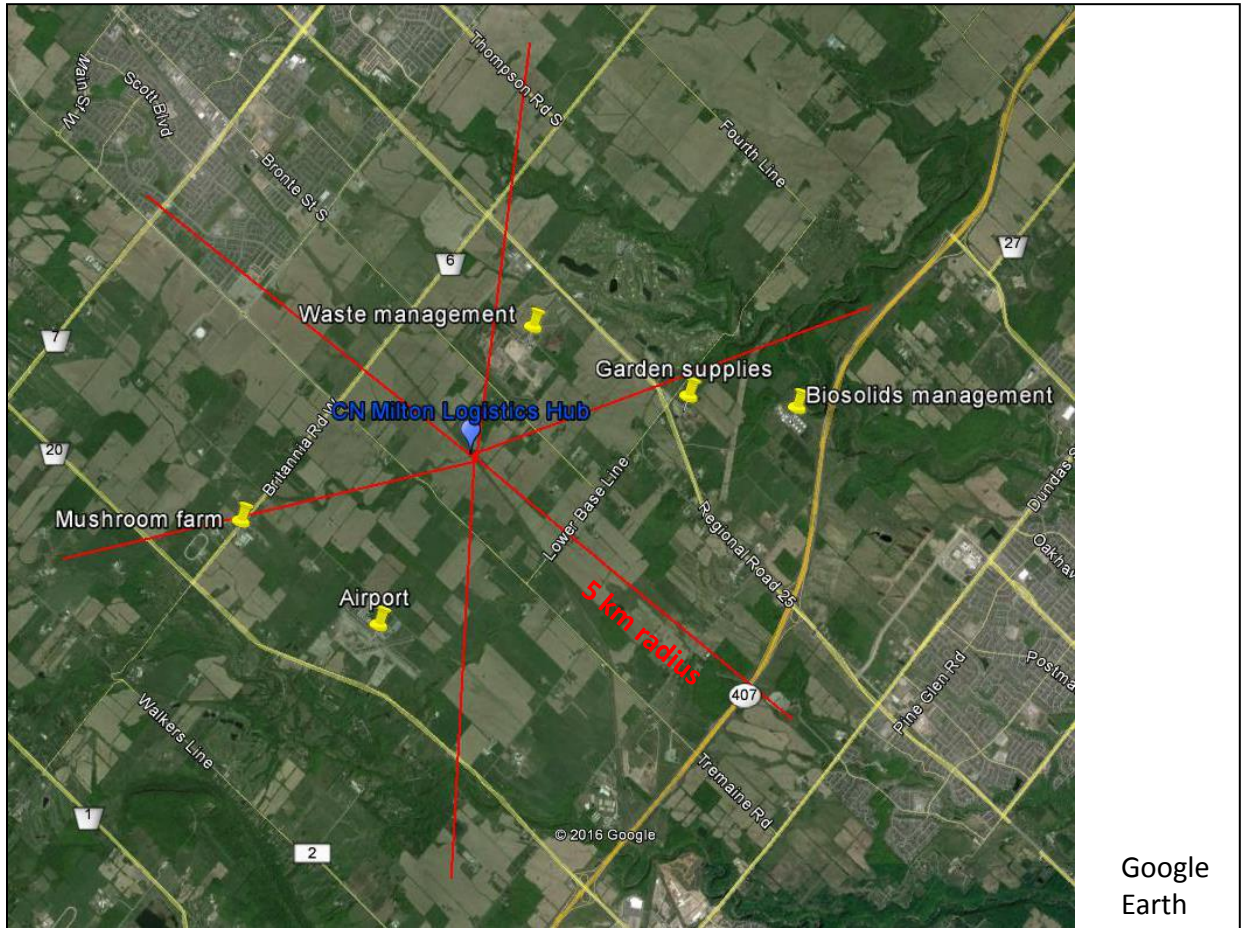 Thompson Rd S
Main St W
Scott Blvd
Fourth Line
Bronte St S
27
6
Waste management
7
Garden supplies
Biosolids management
CN Milton Logistics Hub
20
Britannia Rd W
Dundas S
Mushroom farm
Lower Base Line
Regional Road 25
Oakhav
Airport
5 km radius
Postma
407
Pine Glen Rd
Walkers Line
Tremaine Rd
1
© 2016 Google
2
Google
Earth